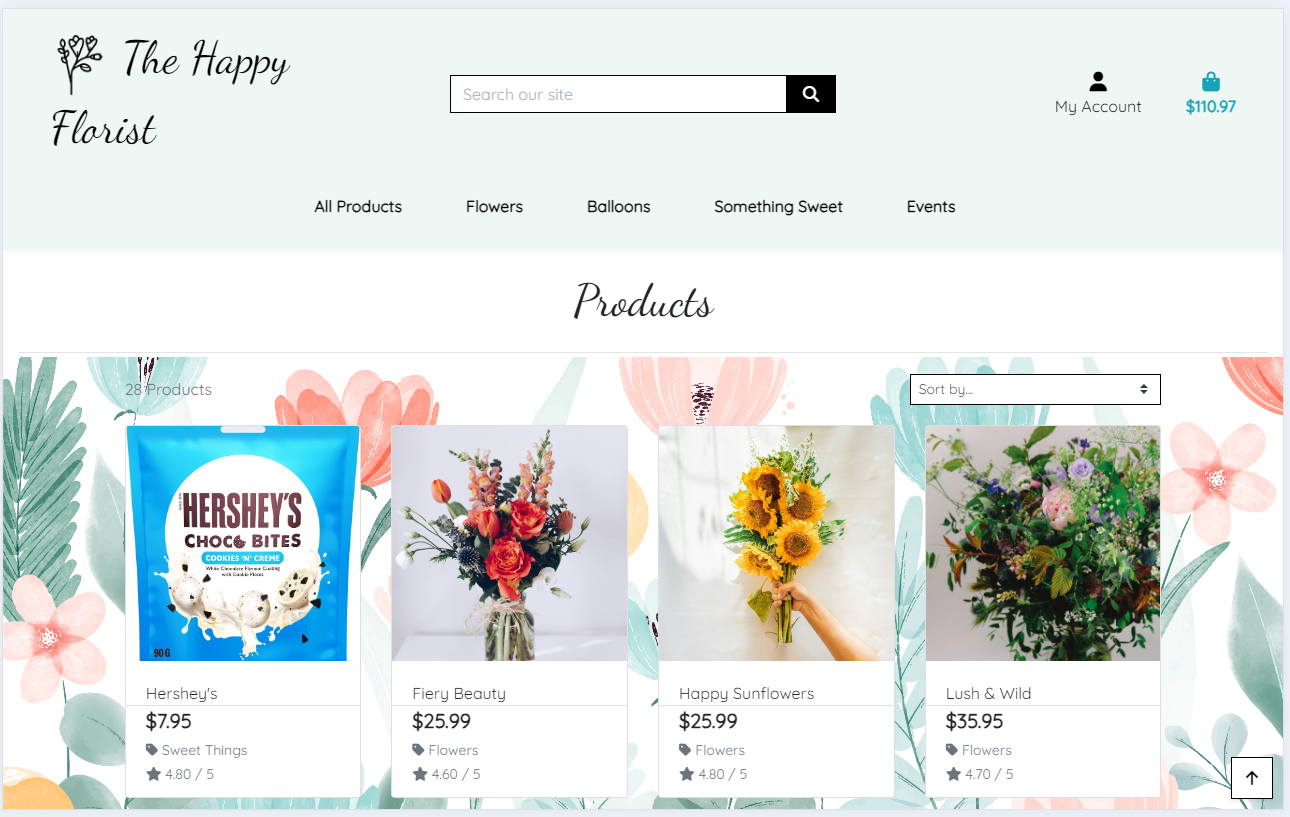 The Happy
Florist
Search our site
My Account
$110.97
All Products
Flowers
Balloons
Something Sweet
Events
Products
28 Products
Sort by...
HERSHEY'S
CHOCO BITES
COOKIES 'N' CREME
White Chocolate Flavour Coating
with Cookie Pieces
90 G
Hershey's
$7.95
Sweet Things
4.80 / 5
Fiery Beauty
$25.99
Flowers
4.60 / 5
Happy Sunflowers
$25.99
Flowers
4.80 / 5
Lush & Wild
$35.95
Flowers
4.70 / 5